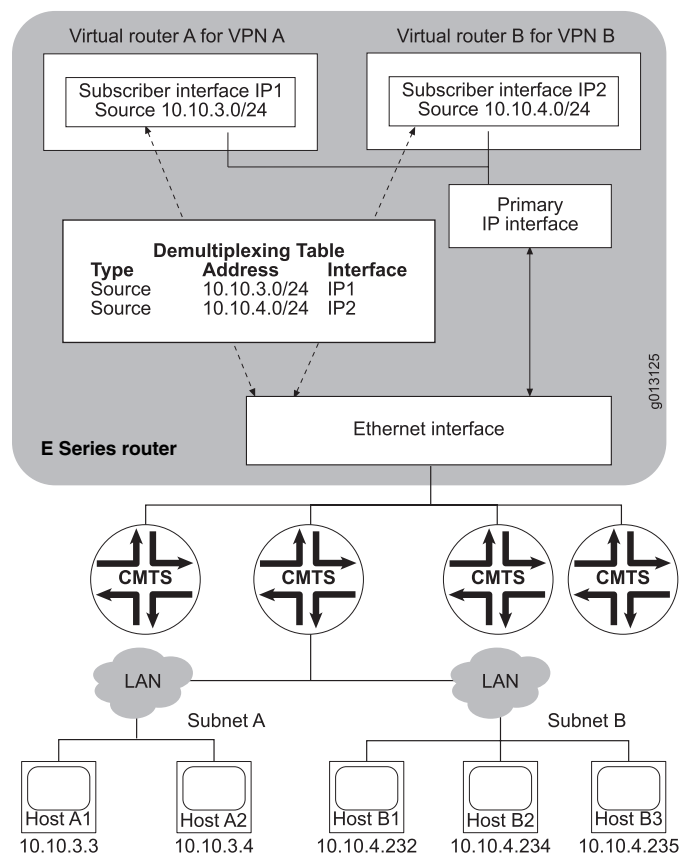 Virtual router A for VPN A
Virtual router B for VPN B
Subscriber interface IP1
Source 10.10.3.0/24
Subscriber interface IP2
Source 10.10.4.0/24
Primary
IP interface
Demultiplexing Table
Type Address Interface
Source 10.10.3.0/24 IP1
Source 10.10.4.0/24 IP2
g013125
Ethernet interface
E Series router
CMTS
CMTS
CMTS
CMTS
LAN
LAN
Subnet A
Subnet B
Host A1
Host A2
Host B1
Host B2
Host B3
10.10.3.3
10.10.3.4
10.10.4.232
10.10.4.234
10.10.4.235